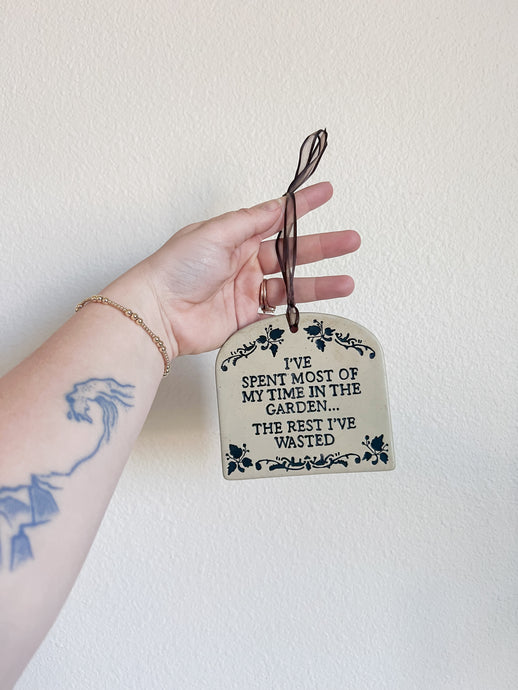 I'VE
SPENT MOST OF
MY TIME IN THE
GARDEN...
THE REST I'VE
WASTED